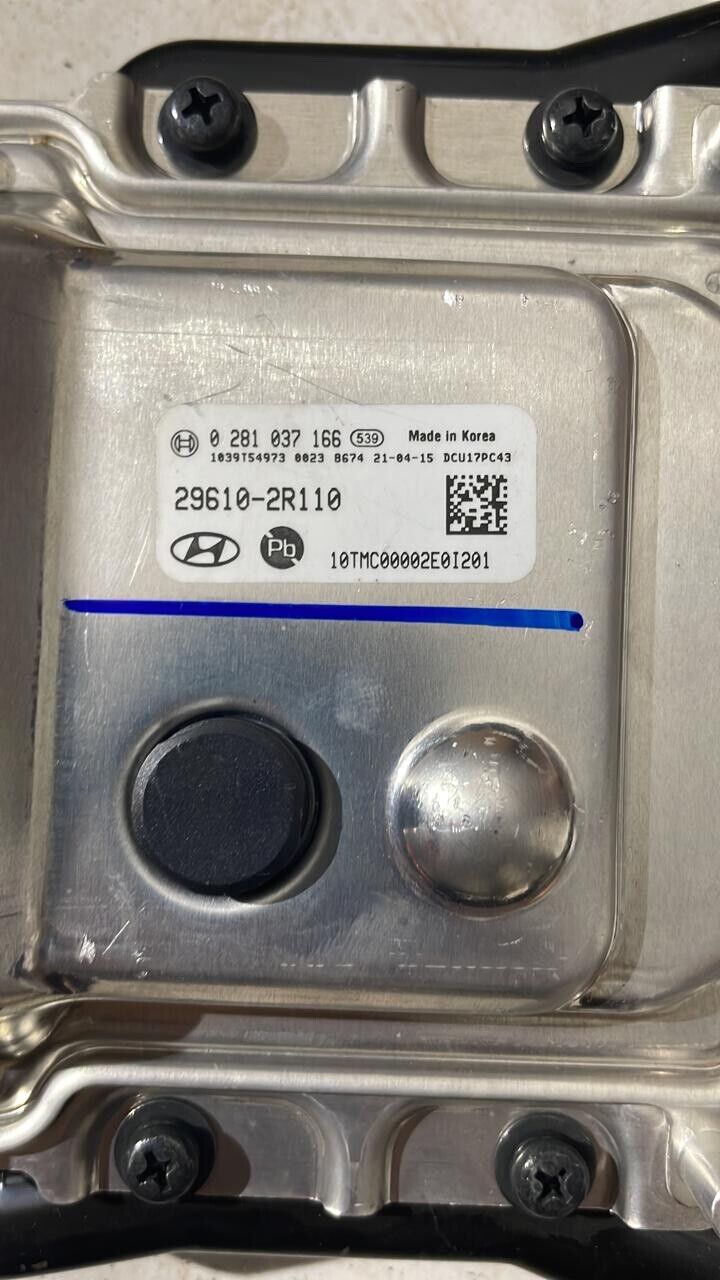 0 281 037 166 539 Made in Korea
1039T54973 0023 B674 21-04-15 DCU17PC43
29610-2R110
Pb
10TMC00002E0I201